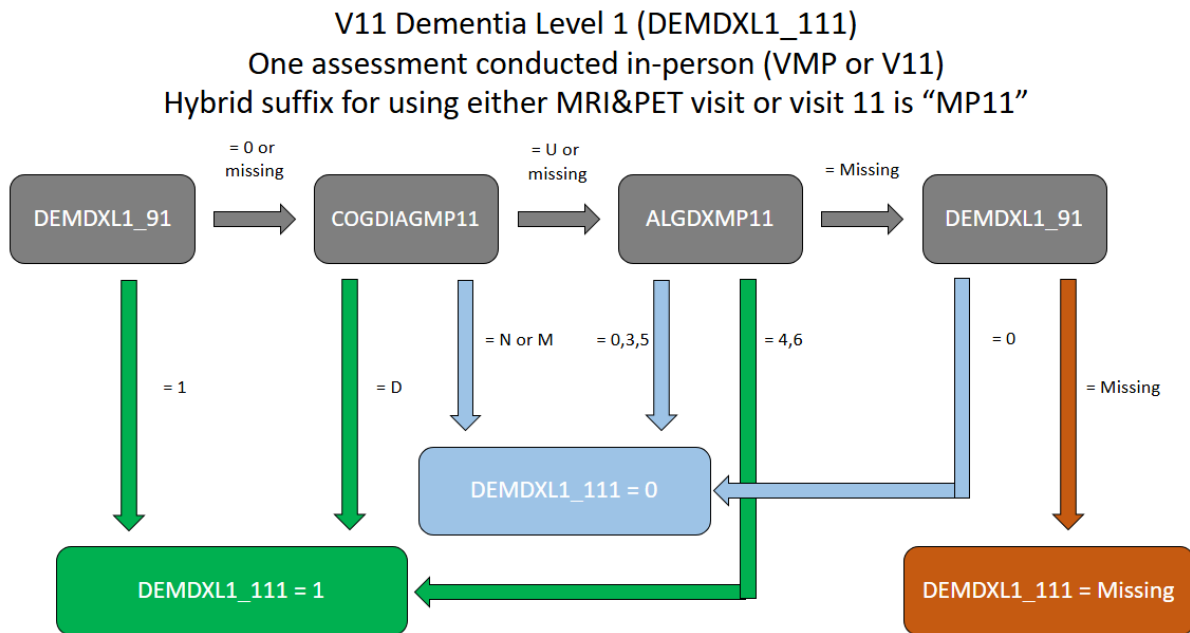 V11 Dementia Level 1 (DEMDXL1_111)
One assessment conducted in-person (VMP or V11)
Hybrid suffix for using either MRI&PET visit or visit 11 is “MP11”
= 0 or
missing
= U or
missing
= Missing
DEMDXL1_91
COGDIAGMP11
ALGDXMP11
DEMDXL1_91
= N or M
= 0,3,5
= 4,6
= 0
= 1
= D
= Missing
DEMDXL1_111 = 0
DEMDXL1_111 = 1
DEMDXL1_111 = Missing